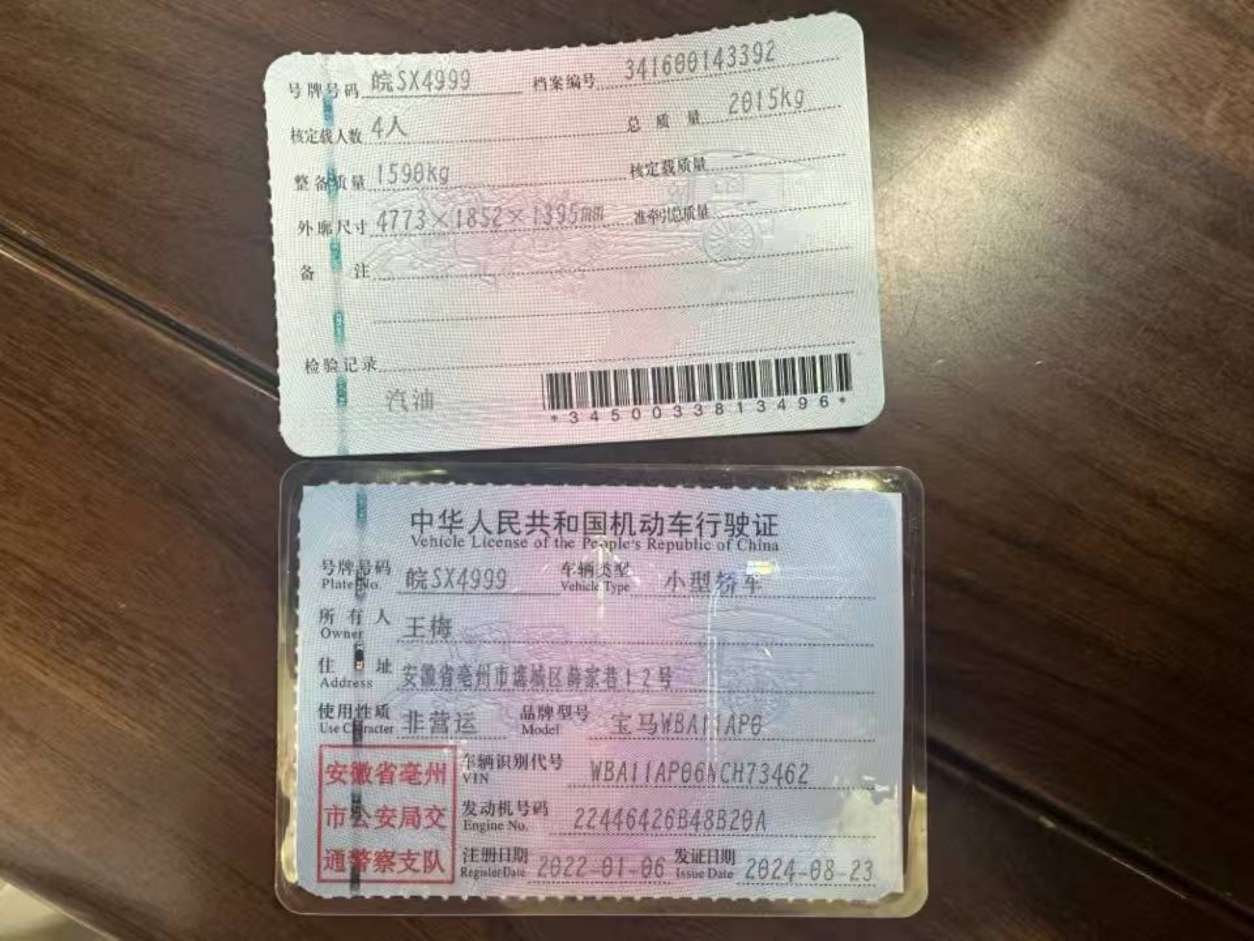 号牌号码 皖SX4999 档案编号 341600143392
核定载人数 4人 总质量 2015kg
整备质量 1590kg 核定载质量
外廓尺寸 4773×1852×1395mm 准牵引总质量
备注
检验记录
汽油
*3450033813496*
中华人民共和国机动车行驶证
Vehicle License of the People's Republic of China
号牌号码 皖SX4999 车辆类型 小型轿车
Plate No. Vehicle Type
所有人 王梅
Owner
住址 安徽省亳州市谯城区薛家巷12号
Address
使用性质 非营运 品牌型号 宝马WBA11AP0
Use Character Model
安徽省亳州
市公安局交
通警察支队
车辆识别代号 WBA11AP06NCH73462
VIN
发动机号码 22446426B48B20A
Engine No.
注册日期 2022-01-06 发证日期 2024-08-23
Register Date Issue Date